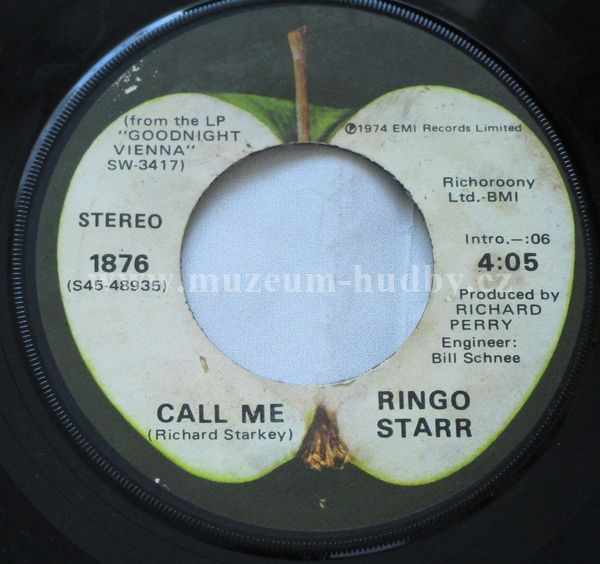 (from the LP
"GOODNIGHT
VIENNA"
SW-3417)
STEREO
1876
(S45-48935)
℗1974 EMI Records Limited
Richoroony
Ltd.-BMI
Intro.–:06
4:05
Produced by
RICHARD
PERRY
Engineer:
Bill Schnee
www.muzeum-hudby.cz
CALL ME
(Richard Starkey)
RINGO
STARR